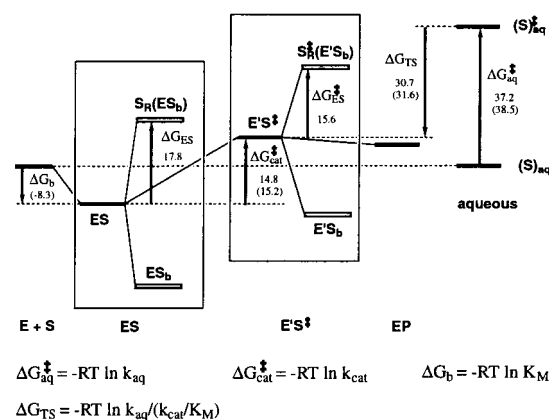 (S)‡aq
S‡R(E'Sb)
SR(ESb)
ΔGTS
30.7
(31.6)
ΔG‡aq
37.2
(38.5)
ΔG‡ES
15.6
ΔGES
17.8
E'S‡
ΔG‡cat
14.8
(15.2)
ΔGb
(-8.3)
(S)aq
ES
aqueous
E'Sb
ESb
E + S ES E'S‡ EP
ΔG‡aq = -RT ln kaq ΔG‡cat = -RT ln kcat ΔGb = -RT ln KM
ΔGTS = -RT ln kaq/(kcat/KM)